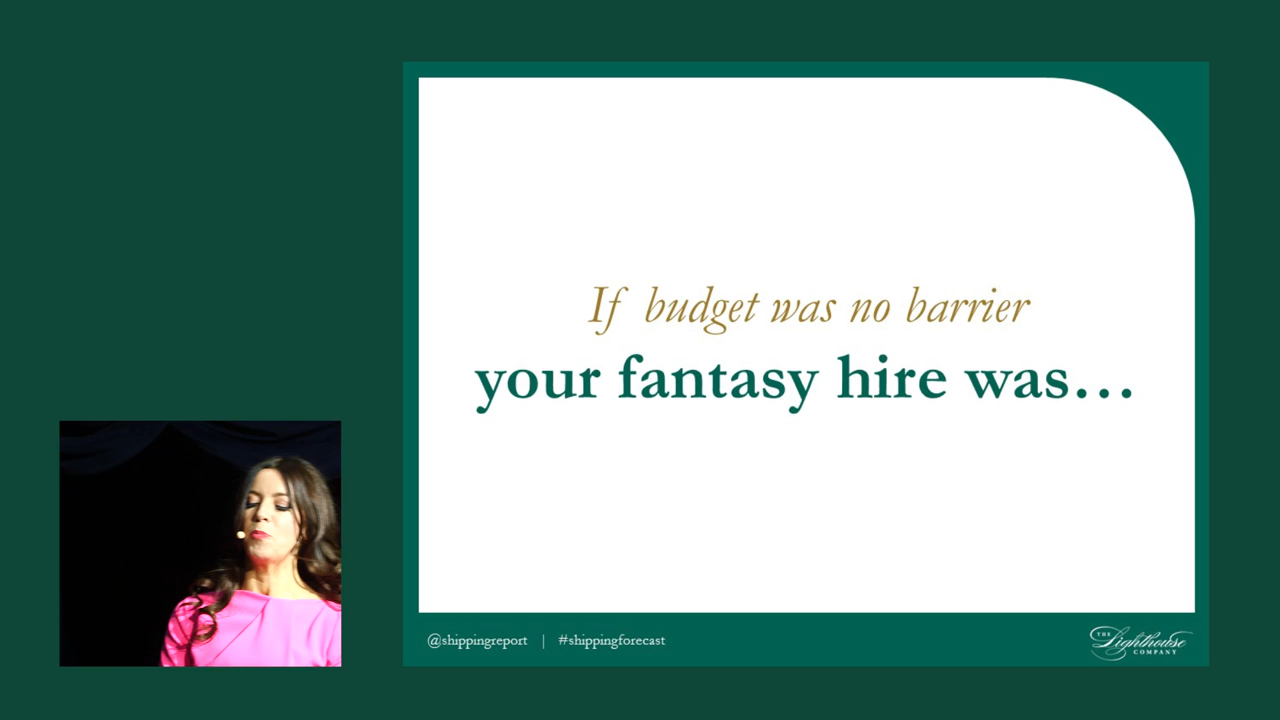 If budget was no barrier
your fantasy hire was...
@shippingreport | #shippingforecast
THE
Lighthouse
COMPANY